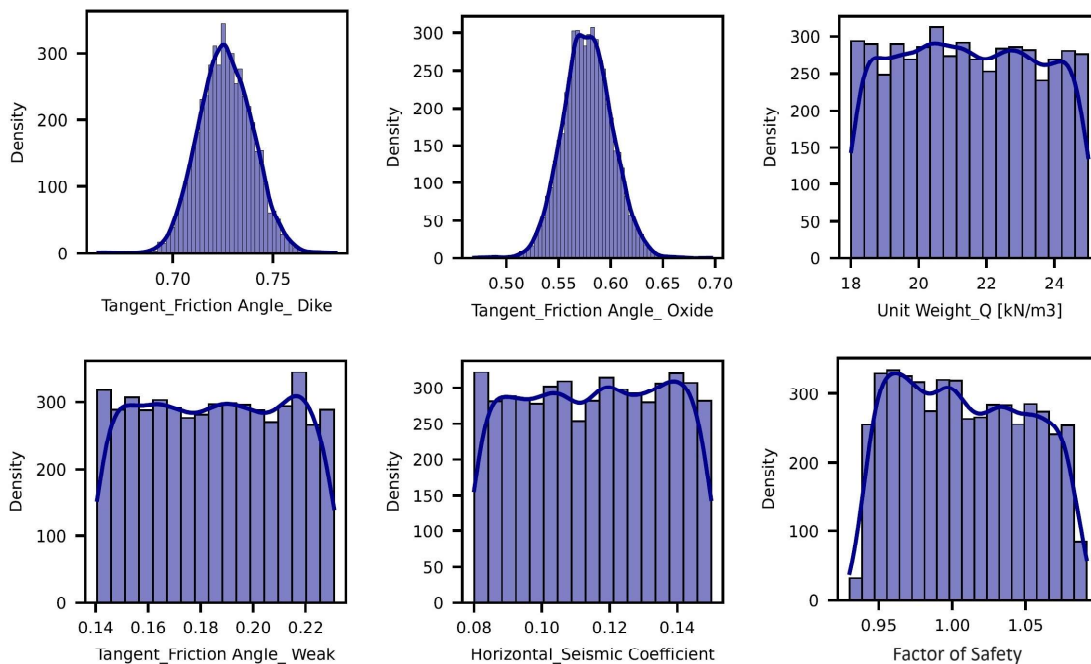 300
200
100
0
Density
0.70 0.75
Tangent_Friction Angle_ Dike
300
250
200
150
100
50
0
Density
0.50 0.55 0.60 0.65 0.70
Tangent_Friction Angle_ Oxide
300
250
200
150
100
50
0
Density
18 20 22 24
Unit Weight_Q [kN/m3]
300
200
100
0
Density
0.14 0.16 0.18 0.20 0.22
Tangent_Friction Angle_ Weak
300
250
200
150
100
50
0
Density
0.08 0.10 0.12 0.14
Horizontal_Seismic Coefficient
300
200
100
0
Density
0.95 1.00 1.05
Factor of Safety